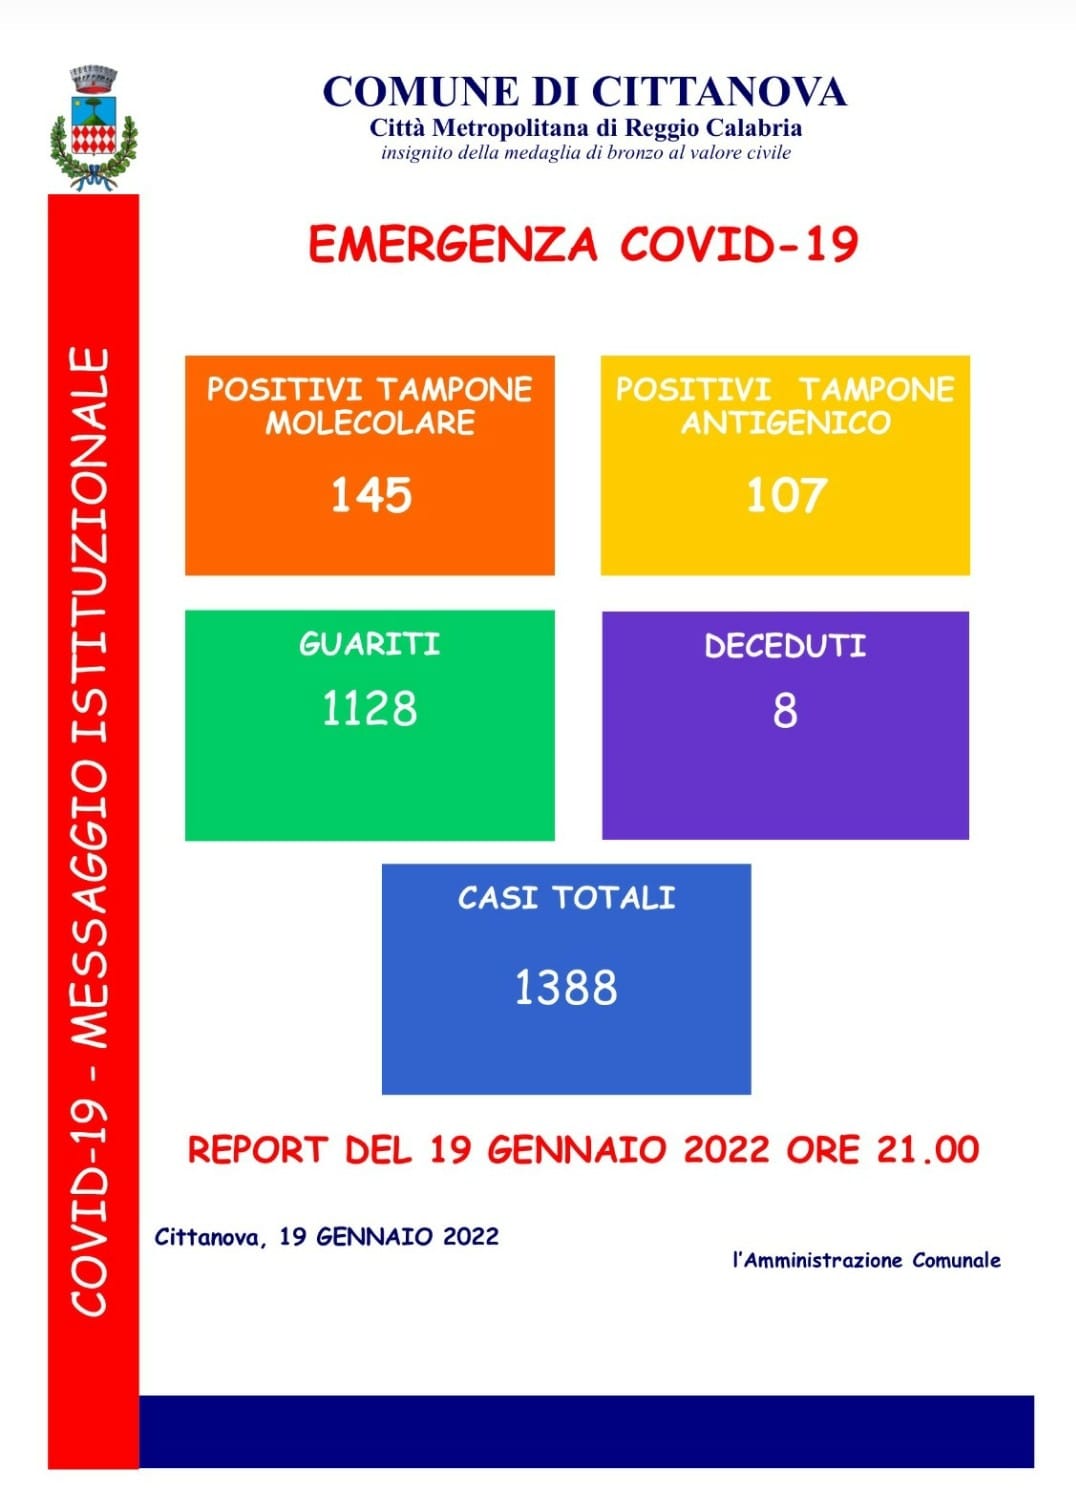 COMUNE DI CITTANOVA
Città Metropolitana di Reggio Calabria
insignito della medaglia di bronzo al valore civile
EMERGENZA COVID-19
POSITIVI TAMPONE
MOLECOLARE
145
POSITIVI TAMPONE
ANTIGENICO
107
GUARITI
1128
DECEDUTI
8
CASI TOTALI
1388
REPORT DEL 19 GENNAIO 2022 ORE 21.00
Cittanova, 19 GENNAIO 2022
l'Amministrazione Comunale
COVID-19 - MESSAGGIO ISTITUZIONALE